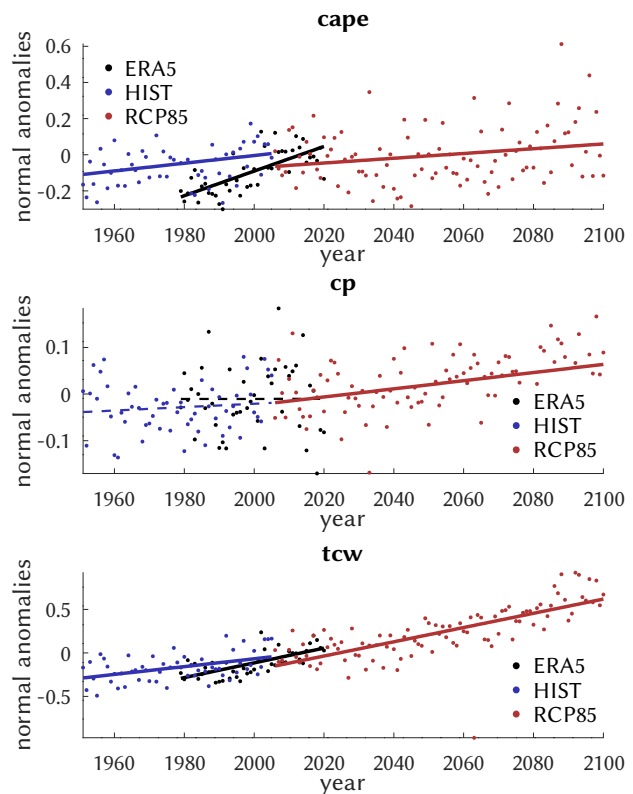 cape
normal anomalies
0.6
0.4
0.2
0
-0.2
ERA5
HIST
RCP85
1960 1980 2000 2020 2040 2060 2080 2100
year
cp
normal anomalies
0.1
0
-0.1
ERA5
HIST
RCP85
1960 1980 2000 2020 2040 2060 2080 2100
year
tcw
normal anomalies
0.5
0
-0.5
ERA5
HIST
RCP85
1960 1980 2000 2020 2040 2060 2080 2100
year